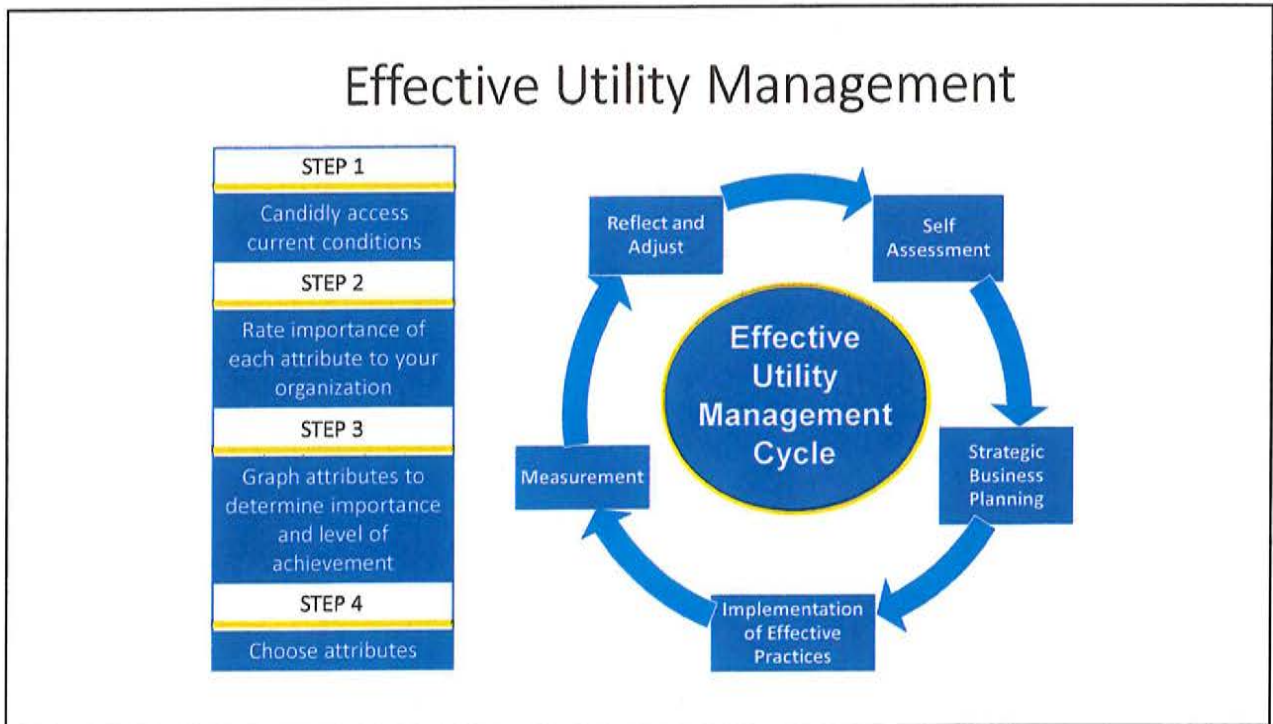 Effective Utility Management
STEP 1
Candidly access
current conditions
STEP 2
Rate importance of
each attribute to your
organization
STEP 3
Graph attributes to
determine importance
and level of
achievement
STEP 4
Choose attributes
Reflect and
Adjust
Self
Assessment
Effective
Utility
Management
Cycle
Strategic
Business
Planning
Measurement
Implementation
of Effective
Practices